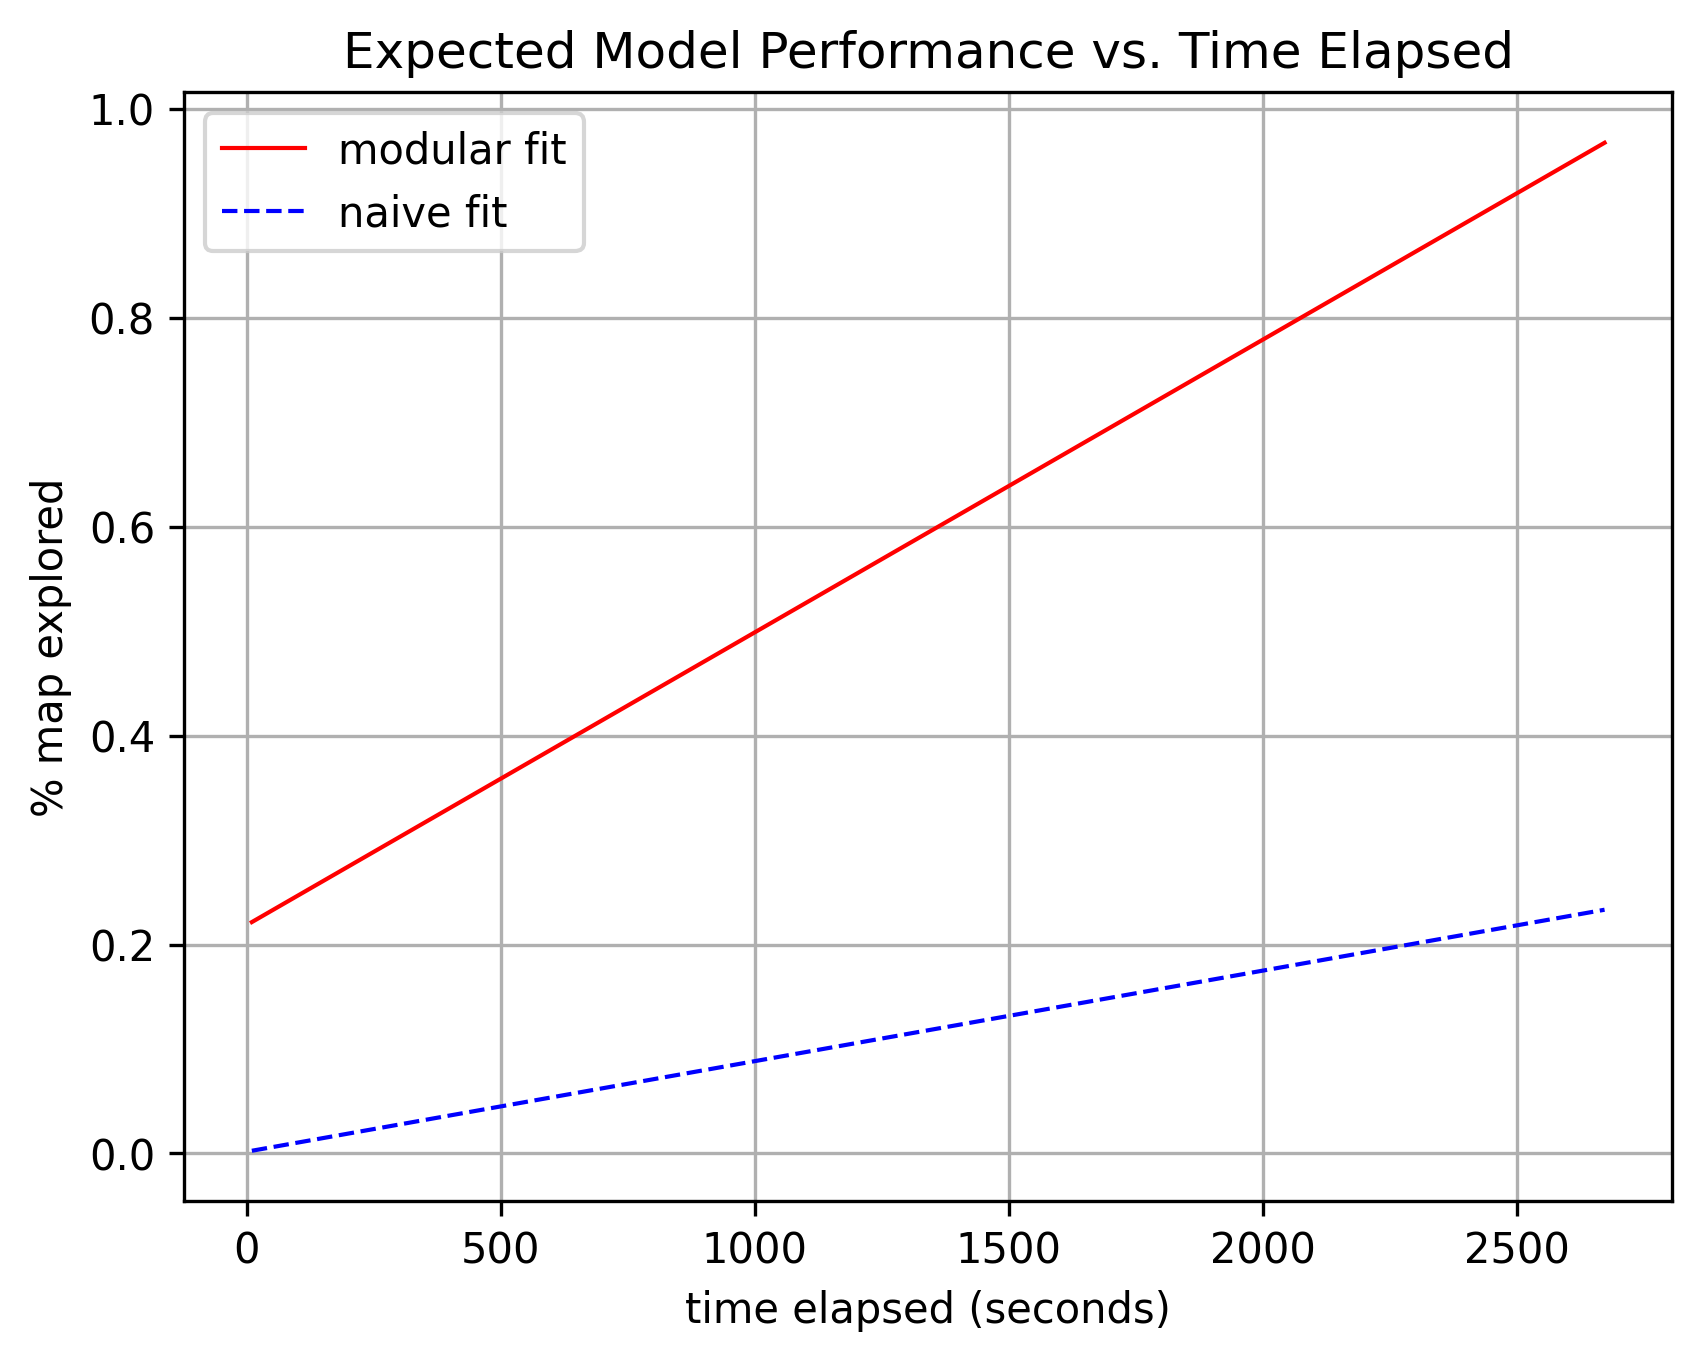 Expected Model Performance vs. Time Elapsed
1.0
modular fit
naive fit
0.8
0.6
% map explored
0.4
0.2
0.0
0 500 1000 1500 2000 2500
time elapsed (seconds)